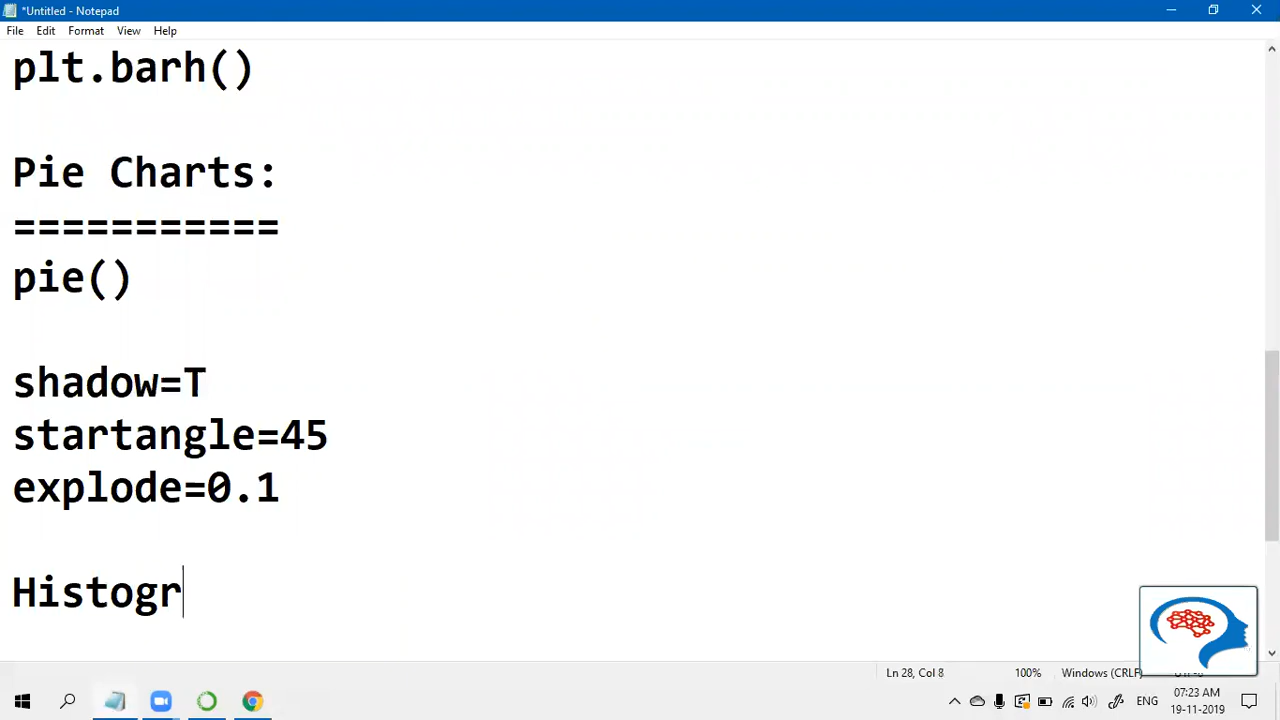 *Untitled - Notepad
File Edit Format View Help
plt.barh()
Pie Charts:
===========
pie()
shadow=T
startangle=45
explode=0.1
Histogr
Ln 28, Col 8 100% Windows (CRLF)
ENG
07:23 AM
19-11-2019